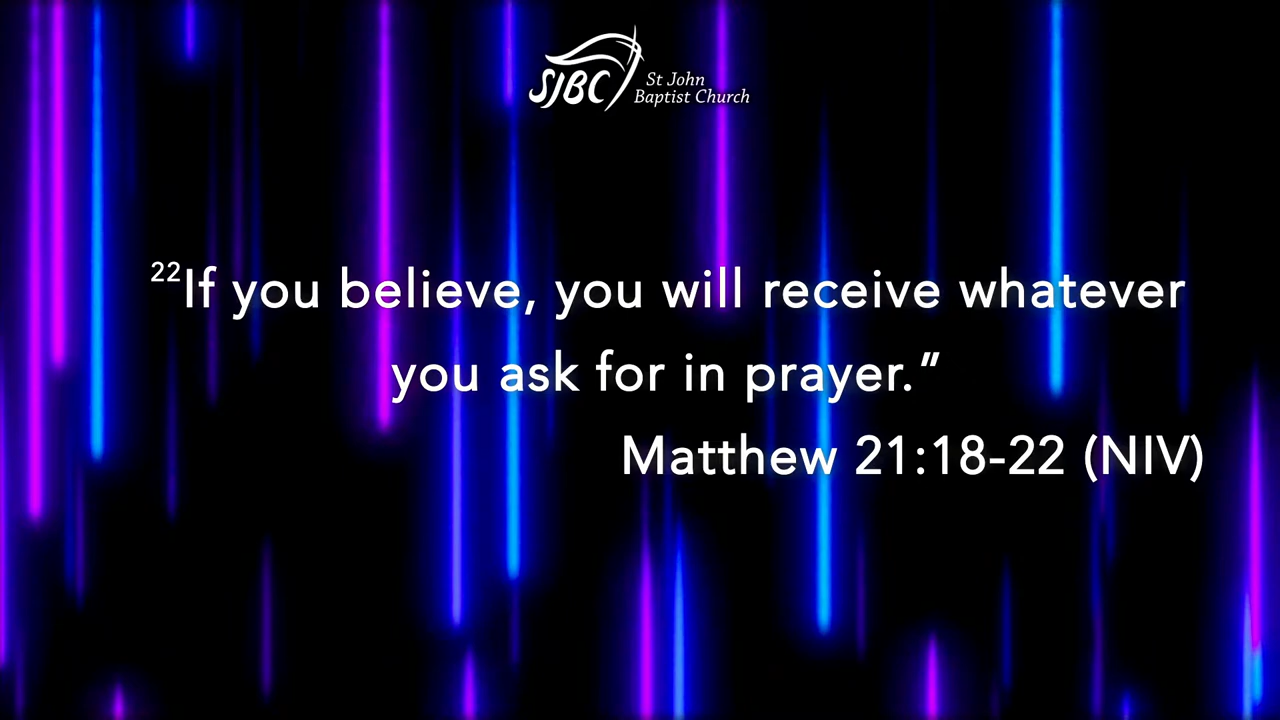 SJBC St John
Baptist Church
²²If you believe, you will receive whatever
you ask for in prayer.”
Matthew 21:18-22 (NIV)